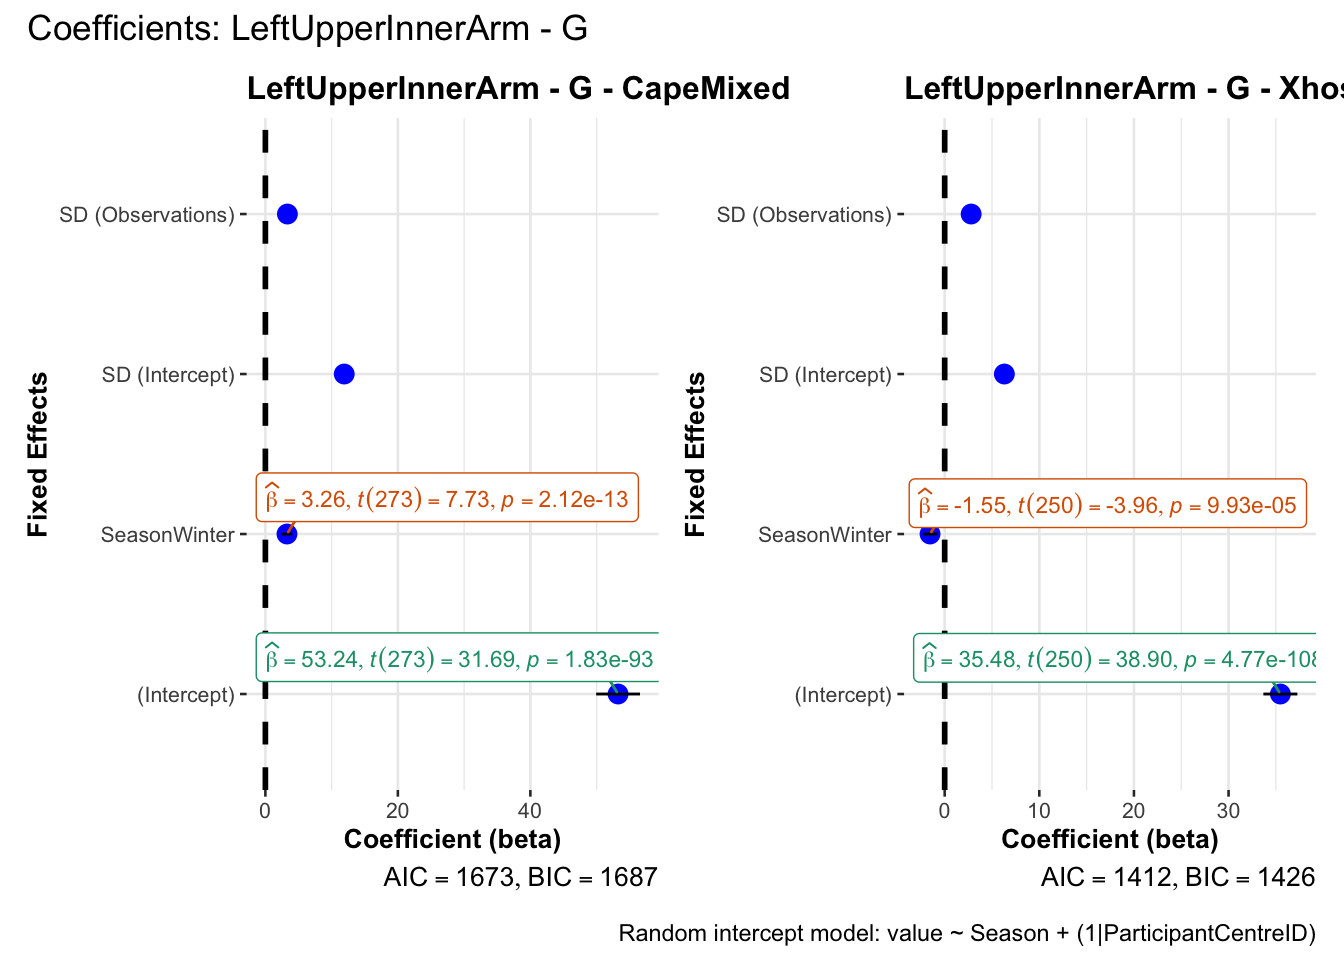 Coefficients: LeftUpperInnerArm - G
LeftUpperInnerArm - G - CapeMixed
Fixed Effects
SD (Observations)
SD (Intercept)
SeasonWinter
(Intercept)
β̂ = 3.26, t(273) = 7.73, p = 2.12e-13
β̂ = 53.24, t(273) = 31.69, p = 1.83e-93
0 20 40
Coefficient (beta)
AIC = 1673, BIC = 1687
LeftUpperInnerArm - G - Xhos
Fixed Effects
SD (Observations)
SD (Intercept)
SeasonWinter
(Intercept)
β̂ = -1.55, t(250) = -3.96, p = 9.93e-05
β̂ = 35.48, t(250) = 38.90, p = 4.77e-108
0 10 20 30
Coefficient (beta)
AIC = 1412, BIC = 1426
Random intercept model: value ~ Season + (1|ParticipantCentreID)